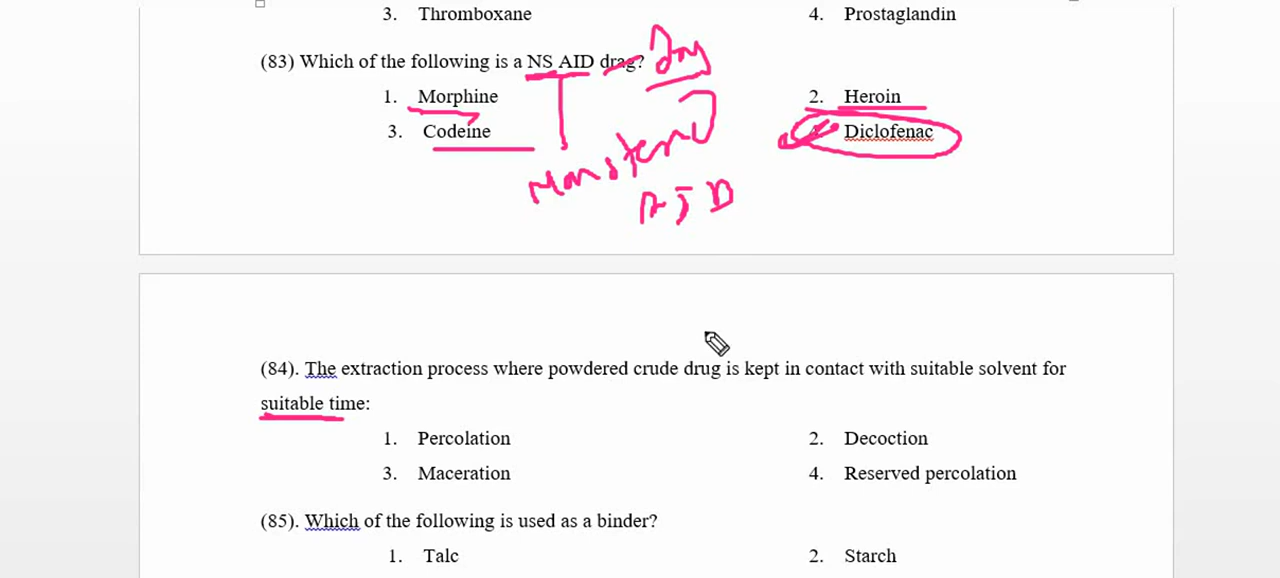 3. Thromboxane 4. Prostaglandin
(83) Which of the following is a NS AID drag?
1. Morphine 2. Heroin
3. Codeine Diclofenac
AID
(84). The extraction process where powdered crude drug is kept in contact with suitable solvent for
suitable time:
1. Percolation 2. Decoction
3. Maceration 4. Reserved percolation
(85). Which of the following is used as a binder?
1. Talc 2. Starch